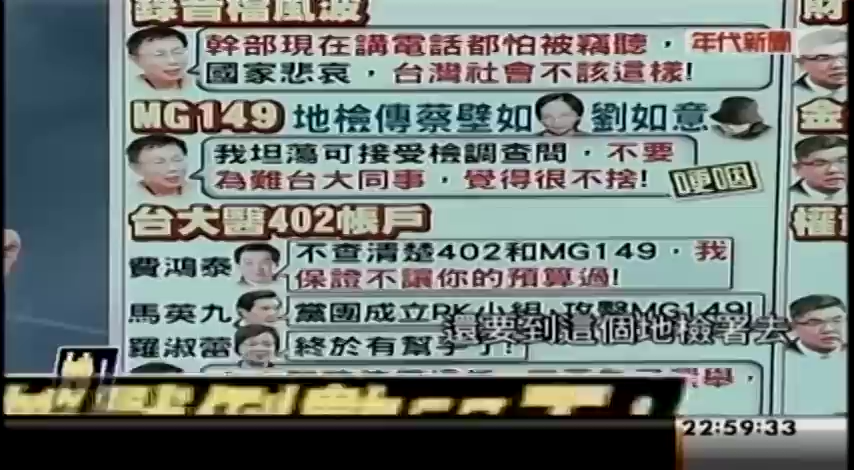 錄音檔風波
年代新聞
幹部現在講電話都怕被竊聽，
國家悲哀，台灣社會不該這樣!
MG149 地檢傳蔡壁如 劉如意
我坦蕩可接受檢調查問，不要
為難台大同事，覺得很不捨!
哽咽
台大醫402帳戶
費鴻泰
不查清楚402和MG149，我
保證不讓你的預算過!
馬英九
黨團成立PK小組 攻擊MG149!
羅淑蕾
終於有幫手了!
還要到這個地檢署去
財
金
權
22:59:33